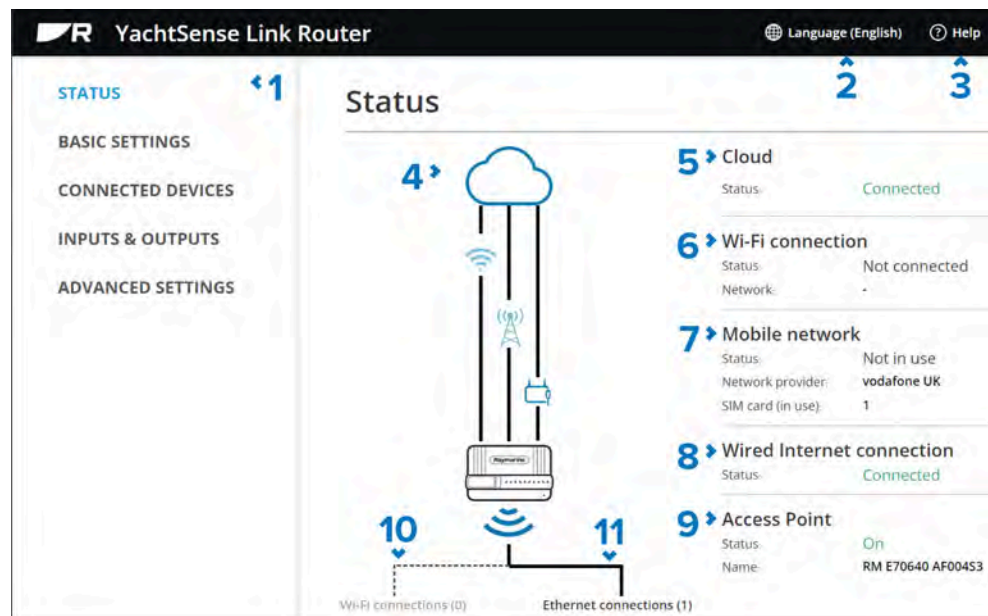 R YachtSense Link Router
Language (English)
? Help
STATUS
1
2
3
BASIC SETTINGS
CONNECTED DEVICES
INPUTS & OUTPUTS
ADVANCED SETTINGS
Status
4
5 Cloud
Status: Connected
6 Wi-Fi connection
Status: Not connected
Network: -
7 Mobile network
Status: Not in use
Network provider: vodafone UK
SIM card (in use): 1
8 Wired Internet connection
Status: Connected
9 Access Point
Status: On
Name: RM E70640 AF004S3
Raymarine
10
11
Wi-Fi connections (0)
Ethernet connections (1)